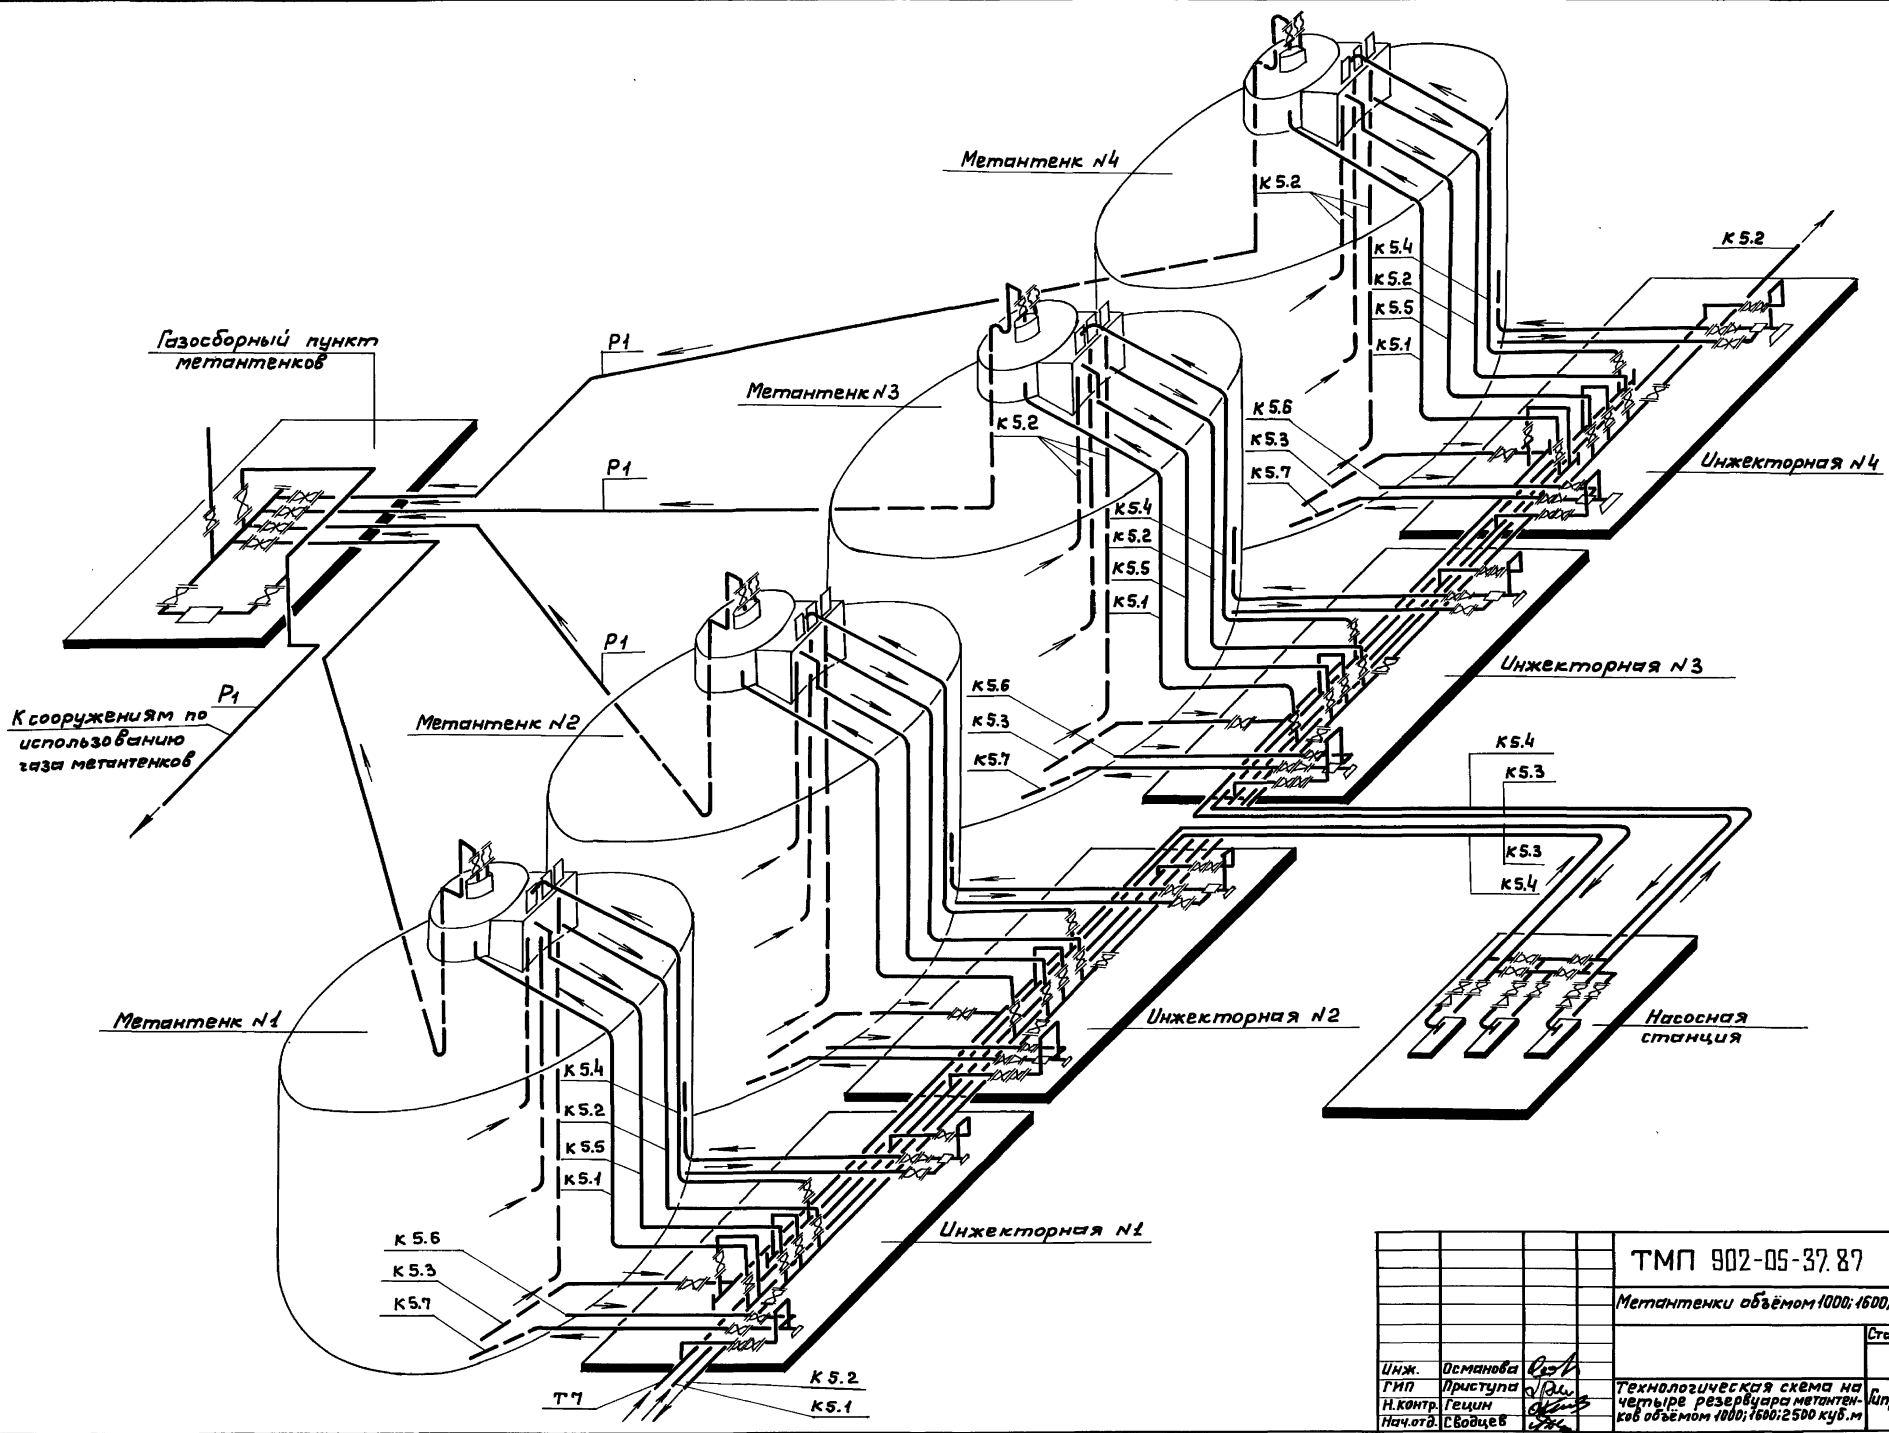 Метантенк N4
К 5.2
К 5.2
К 5.4
К 5.2
К 5.5
К 5.1
Газосборный пункт
метантенков
Р1
Метантенк N3
К 5.2
К 5.6
К 5.3
К 5.7
Инжекторная N4
Р1
К 5.4
К 5.2
К 5.5
К 5.1
Р1
Инжекторная N3
К 5.6
К 5.3
К 5.7
Р1
К сооружениям по
использованию
газа метантенков
Метантенк N2
К 5.4
К 5.3
К 5.3
К 5.4
Метантенк N1
Инжекторная N2
Насосная
станция
К 5.4
К 5.2
К 5.5
К 5.1
К 5.6
К 5.3
К 5.7
Инжекторная N1
Т7
К 5.2
К 5.1
ТМП 902-05-37.87
Метантенки объёмом 1000; 1600;
Инж. Османова
ГИП Приступа
Н.контр. Гецин
Нач.отд. Сводцев
Технологическая схема на
четыре резервуара метантен-
ков объёмом 1000; 1600; 2500 куб.м